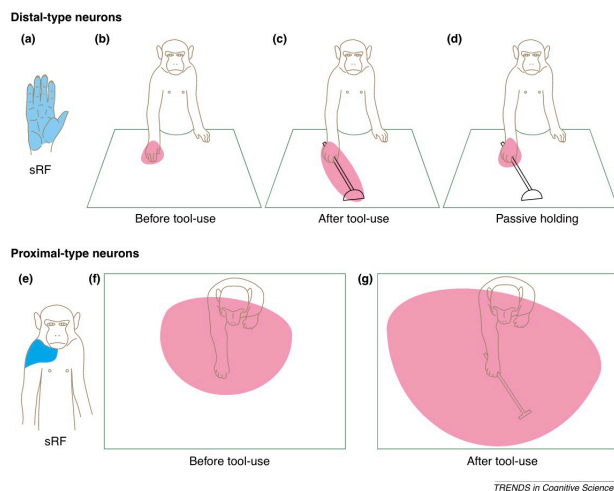 Distal-type neurons
(a)
(b)
(c)
(d)
sRF
Before tool-use
After tool-use
Passive holding
Proximal-type neurons
(e)
(f)
(g)
sRF
Before tool-use
After tool-use
TRENDS in Cognitive Sciences